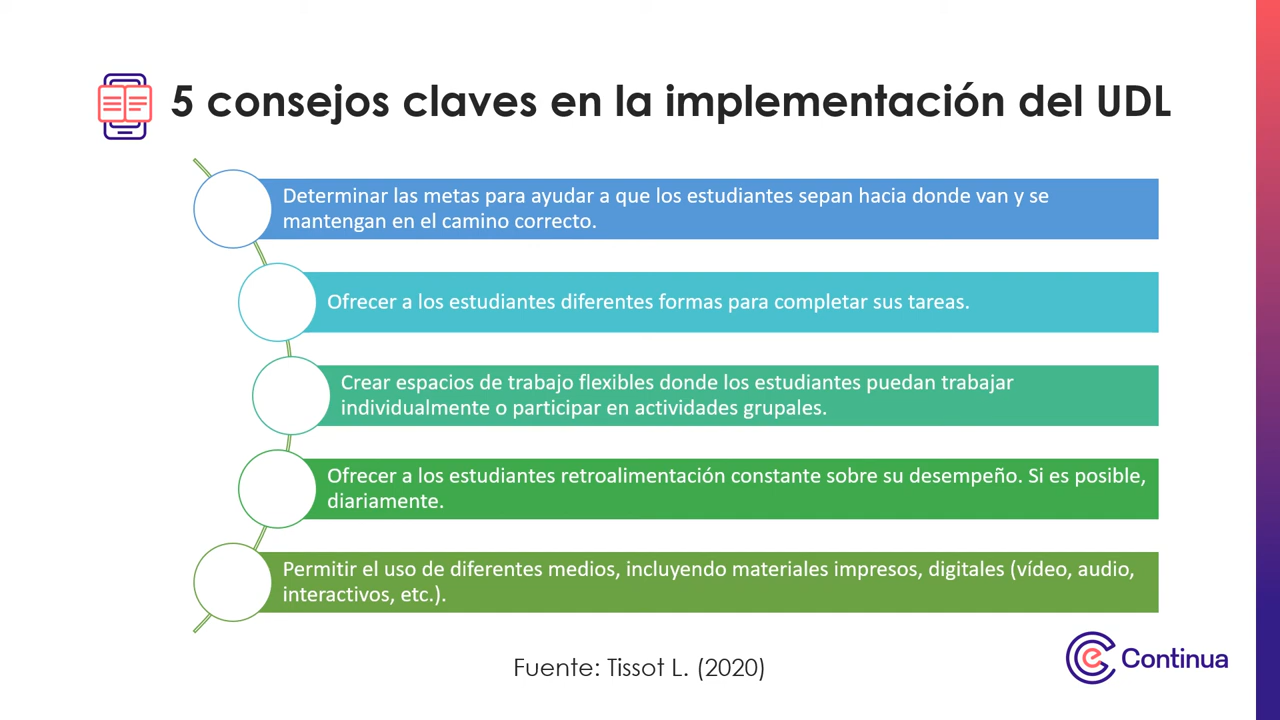 5 consejos claves en la implementación del UDL
Determinar las metas para ayudar a que los estudiantes sepan hacia donde van y se
mantengan en el camino correcto.
Ofrecer a los estudiantes diferentes formas para completar sus tareas.
Crear espacios de trabajo flexibles donde los estudiantes puedan trabajar
individualmente o participar en actividades grupales.
Ofrecer a los estudiantes retroalimentación constante sobre su desempeño. Si es posible,
diariamente.
Permitir el uso de diferentes medios, incluyendo materiales impresos, digitales (vídeo, audio,
interactivos, etc.).
Fuente: Tissot L. (2020)
e Continua